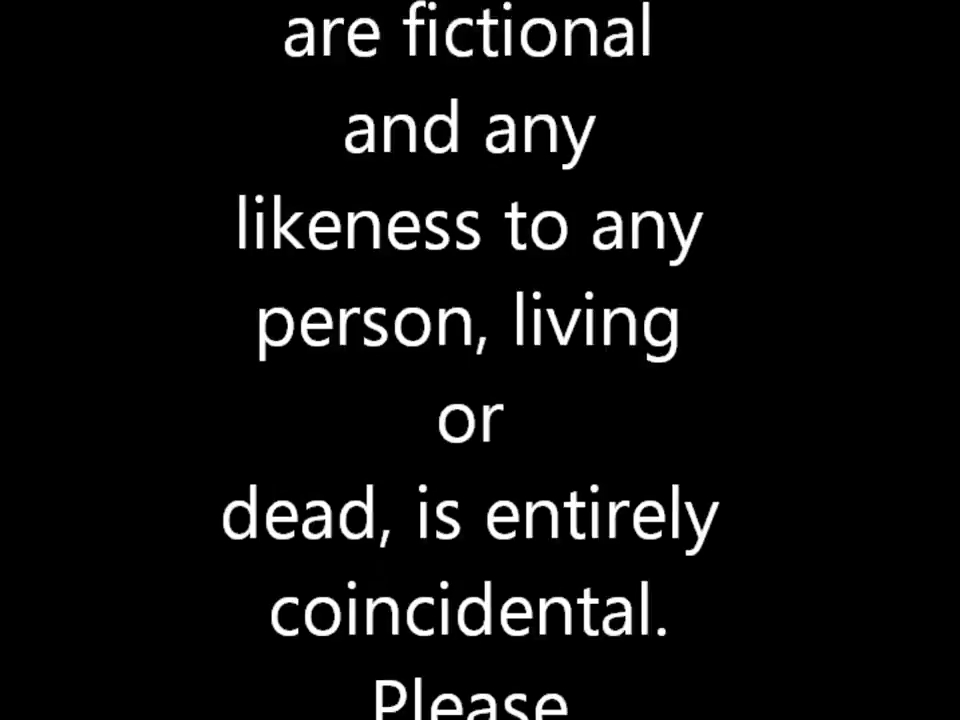 are fictional
and any
likeness to any
person, living
or
dead, is entirely
coincidental.
Please